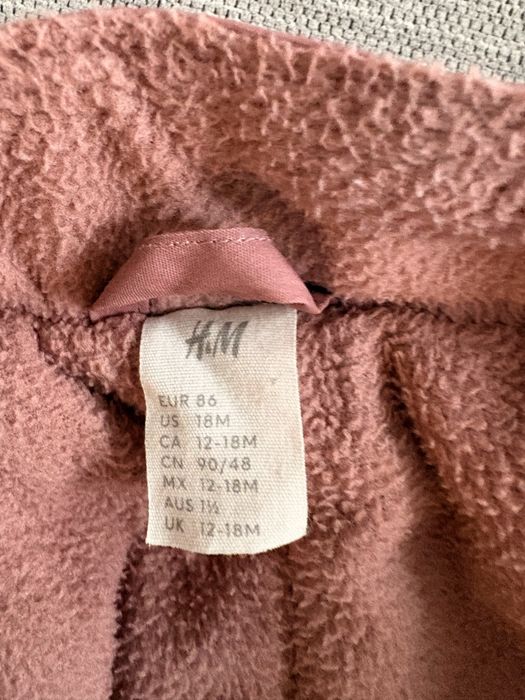 H&M
EUR 86
US 18M
CA 12-18M
CN 90/48
MX 12-18M
AUS 1½
UK 12-18M